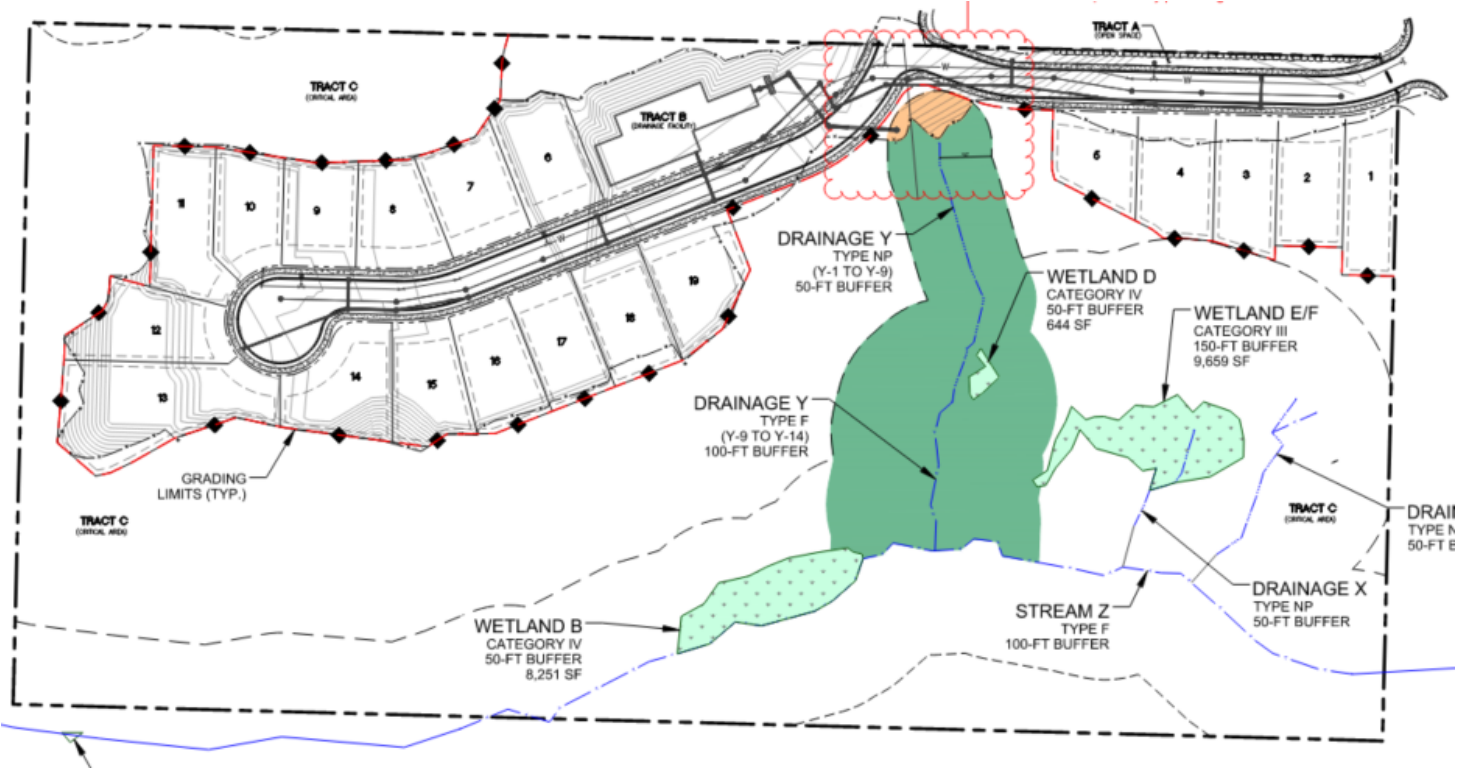 TRACT A
(OPEN SPACE)
TRACT C
(CRITICAL AREA)
TRACT B
(DRAINAGE FACILITY)
W
W
6
7
8
9
10
11
5
4
3
2
1
W
W
19
18
17
16
15
14
13
12
DRAINAGE Y
TYPE NP
(Y-1 TO Y-9)
50-FT BUFFER
WETLAND D
CATEGORY IV
50-FT BUFFER
644 SF
WETLAND E/F
CATEGORY III
150-FT BUFFER
9,659 SF
DRAINAGE Y
TYPE F
(Y-9 TO Y-14)
100-FT BUFFER
GRADING
LIMITS (TYP.)
TRACT C
(CRITICAL AREA)
TRACT C
(CRITICAL AREA)
DRAI
TYPE N
50-FT B
DRAINAGE X
TYPE NP
50-FT BUFFER
STREAM Z
TYPE F
100-FT BUFFER
WETLAND B
CATEGORY IV
50-FT BUFFER
8,251 SF